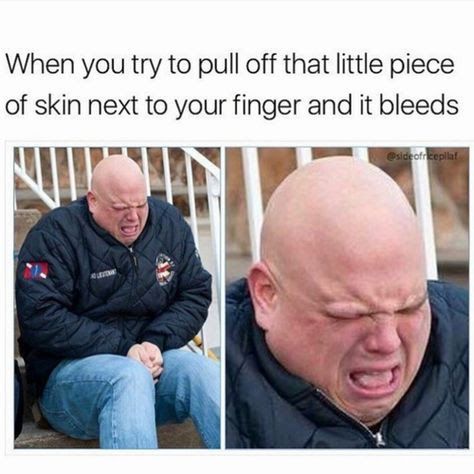 When you try to pull off that little piece
of skin next to your finger and it bleeds
@sideofricepilaf